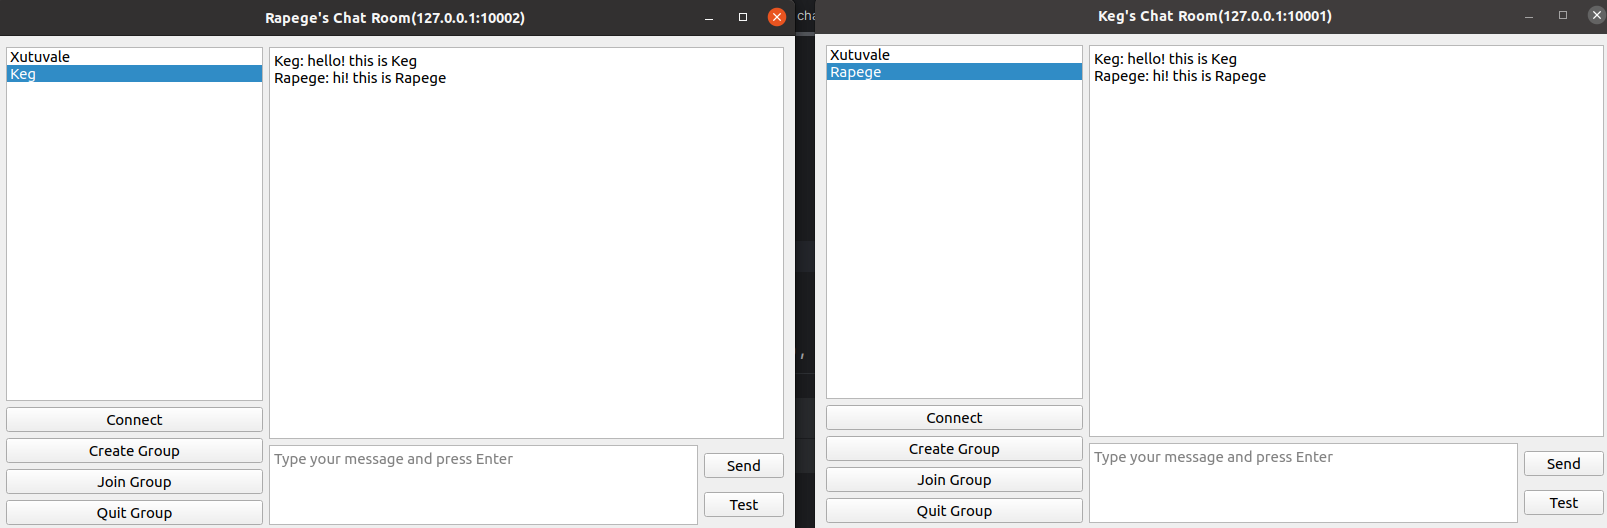 Rapege's Chat Room(127.0.0.1:10002)
Xutuvale
Keg
Keg: hello! this is Keg
Rapege: hi! this is Rapege
Connect
Create Group
Join Group
Quit Group
Type your message and press Enter
Send
Test
cha
,
Keg's Chat Room(127.0.0.1:10001)
Xutuvale
Rapege
Keg: hello! this is Keg
Rapege: hi! this is Rapege
Connect
Create Group
Join Group
Quit Group
Type your message and press Enter
Send
Test